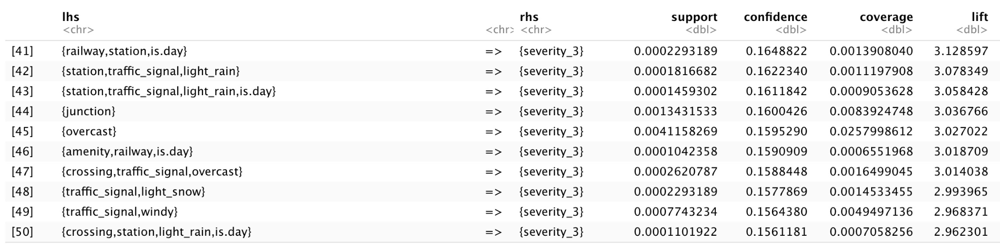 lhs rhs support confidence coverage lift
<chr> <chr> <chr> <dbl> <dbl> <dbl> <dbl>
[41] {railway,station,is.day} => {severity_3} 0.0002293189 0.1648822 0.0013908040 3.128597
[42] {station,traffic_signal,light_rain} => {severity_3} 0.0001816682 0.1622340 0.0011197908 3.078349
[43] {station,traffic_signal,light_rain,is.day} => {severity_3} 0.0001459302 0.1611842 0.0009053628 3.058428
[44] {junction} => {severity_3} 0.0013431533 0.1600426 0.0083924748 3.036766
[45] {overcast} => {severity_3} 0.0041158269 0.1595290 0.0257998612 3.027022
[46] {amenity,railway,is.day} => {severity_3} 0.0001042358 0.1590909 0.0006551968 3.018709
[47] {crossing,traffic_signal,overcast} => {severity_3} 0.0002620787 0.1588448 0.0016499045 3.014038
[48] {traffic_signal,light_snow} => {severity_3} 0.0002293189 0.1577869 0.0014533455 2.993965
[49] {traffic_signal,windy} => {severity_3} 0.0007743234 0.1564380 0.0049497136 2.968371
[50] {crossing,station,light_rain,is.day} => {severity_3} 0.0001101922 0.1561181 0.0007058256 2.962301